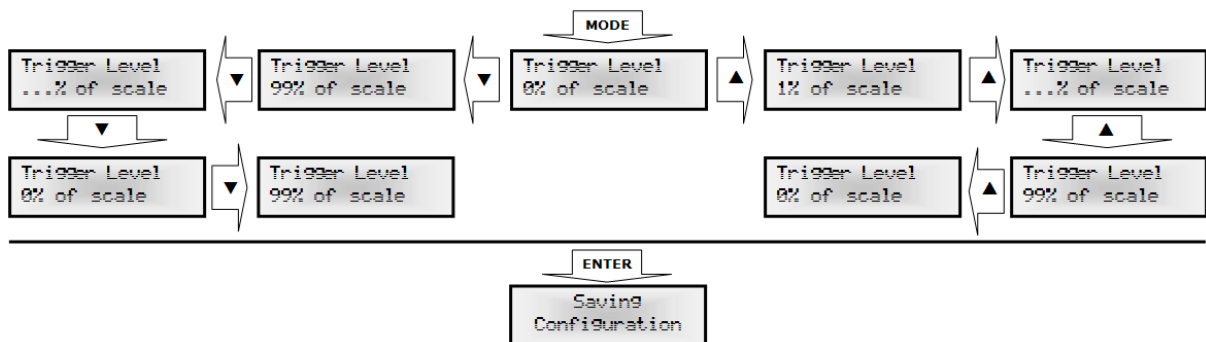 MODE
Trigger Level
...% of scale
▼
Trigger Level
99% of scale
▼
Trigger Level
0% of scale
▲
Trigger Level
1% of scale
▲
Trigger Level
...% of scale
▼
▲
Trigger Level
0% of scale
▼
Trigger Level
99% of scale
Trigger Level
0% of scale
▲
Trigger Level
99% of scale
ENTER
Saving
Configuration